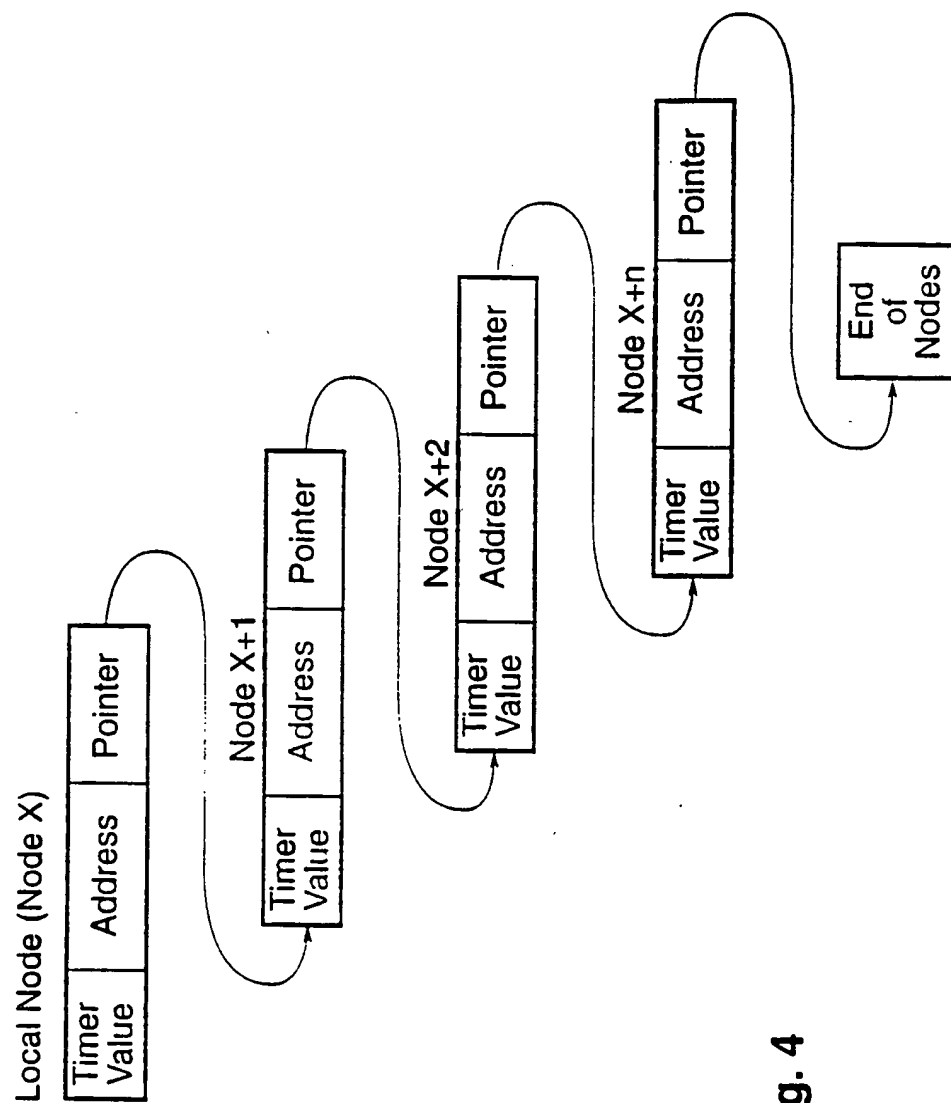 Local Node (Node X)
Timer
Value
Address
Pointer
Node X+1
Timer
Value
Address
Pointer
Node X+2
Timer
Value
Address
Pointer
Node X+n
Timer
Value
Address
Pointer
End
of
Nodes
g. 4